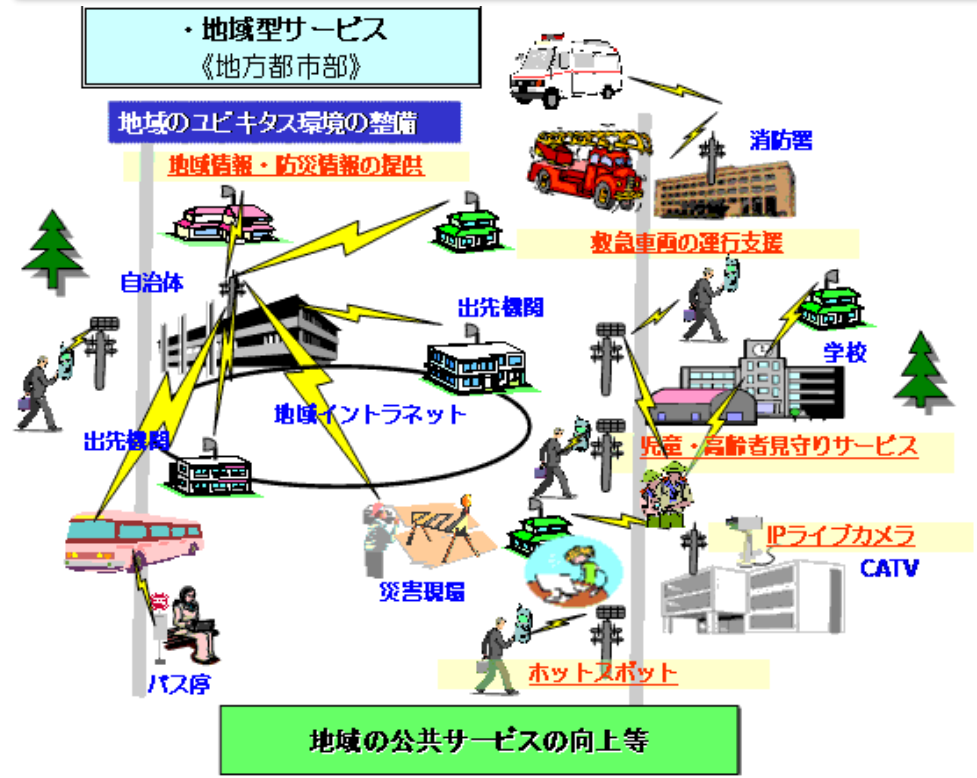 ・地域型サービス
《地方都市部》
地域のユビキタス環境の整備
地域情報・防災情報の提供
消防署
救急車両の運行支援
自治体
出先機関
学校
地域イントラネット
出先機関
児童・高齢者見守りサービス
IPライブカメラ
CATV
災害現場
バス停
ホットスポット
地域の公共サービスの向上等